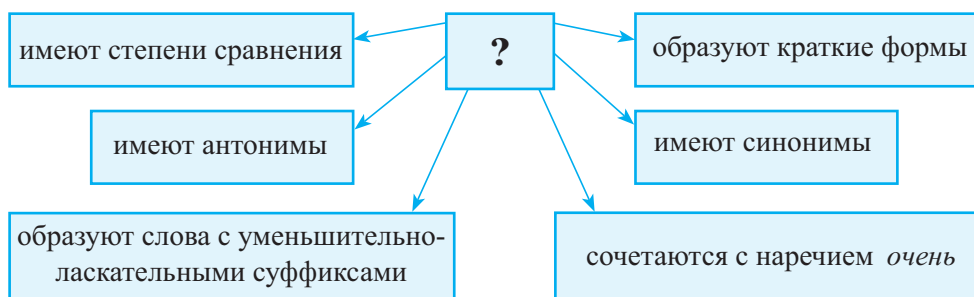 имеют степени сравнения
?
образуют краткие формы
имеют антонимы
имеют синонимы
образуют слова с уменьшительно-
ласкательными суффиксами
сочетаются с наречием очень